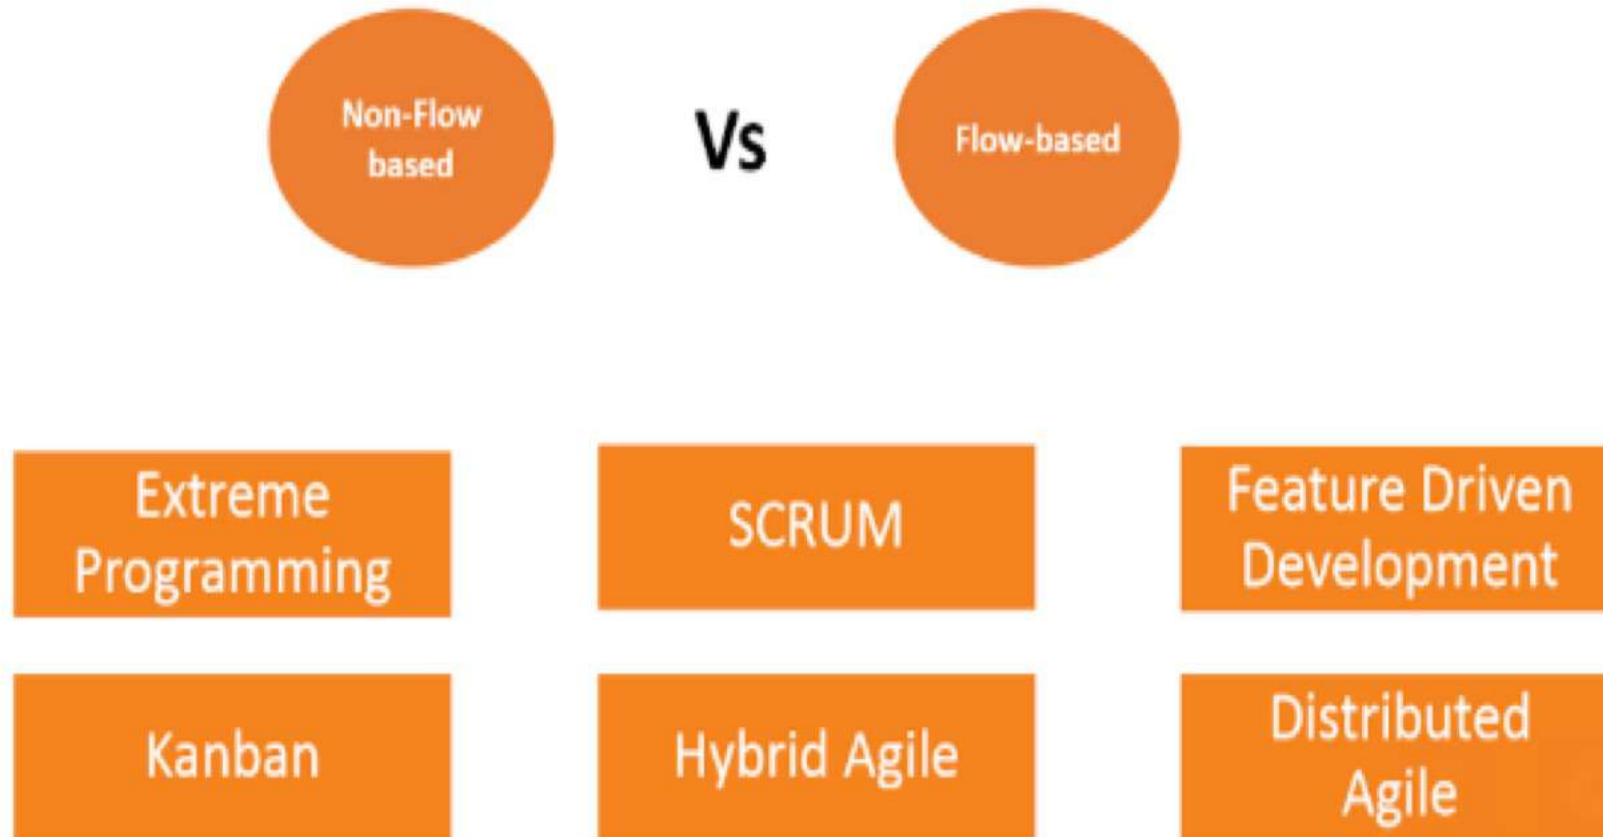 Non-Flow
based
Vs
Flow-based
Extreme
Programming
SCRUM
Feature Driven
Development
Kanban
Hybrid Agile
Distributed
Agile